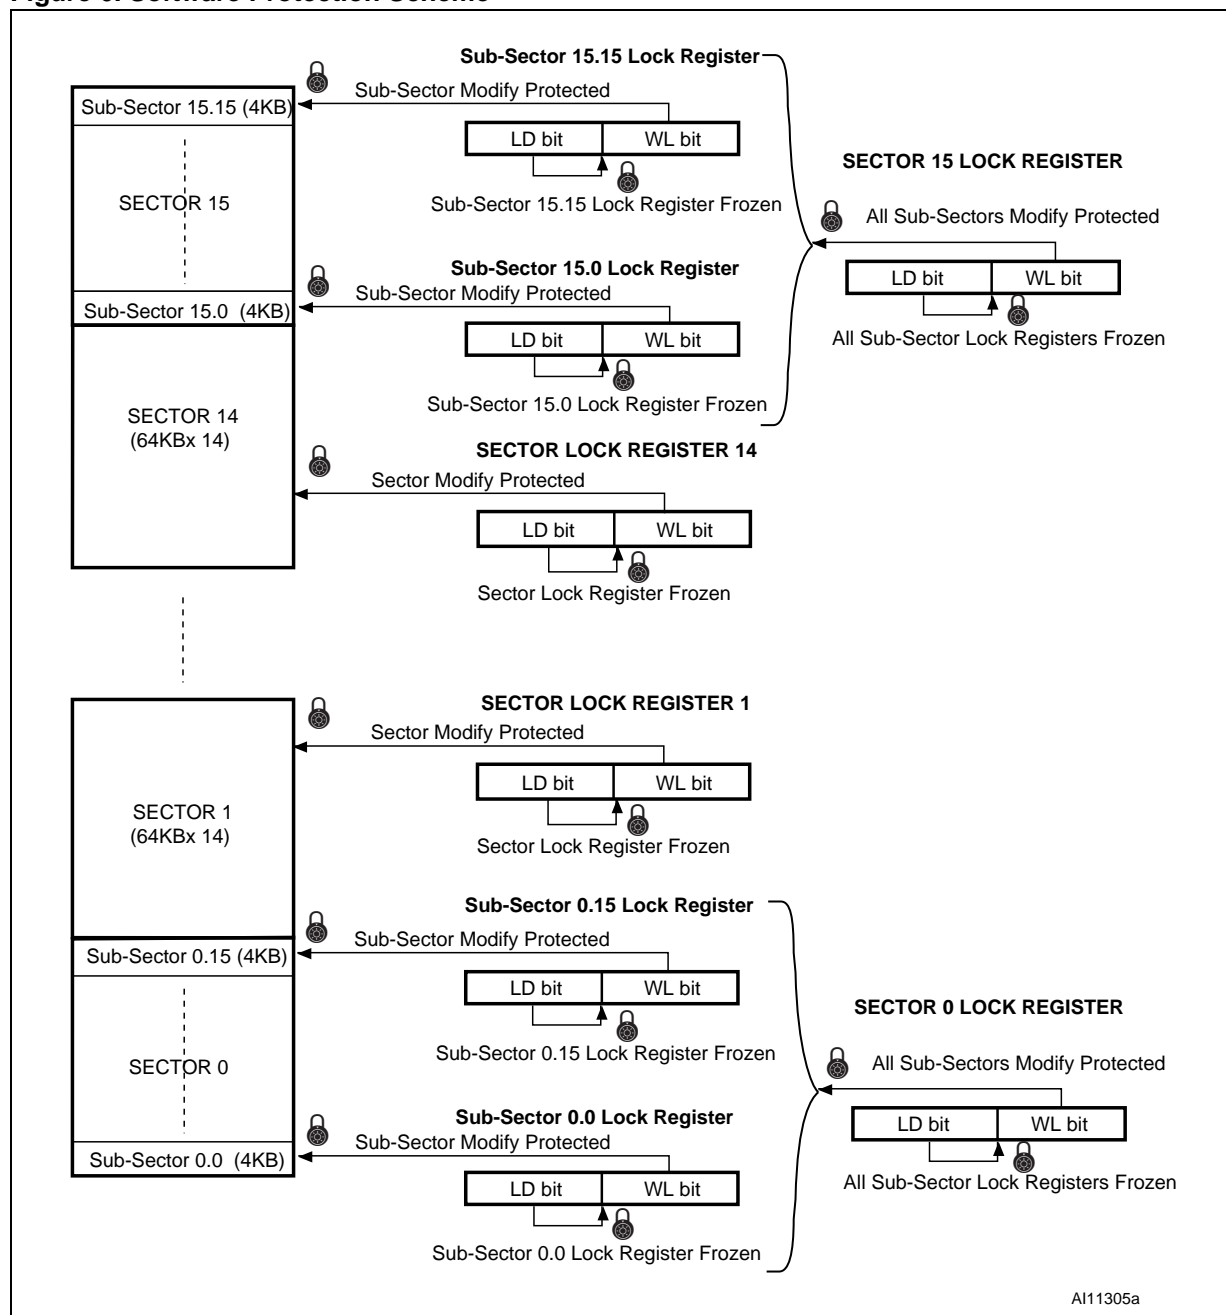 Sub-Sector 15.15 Lock Register
Sub-Sector Modify Protected
Sub-Sector 15.15 (4KB)
LD bit WL bit
SECTOR 15 LOCK REGISTER
SECTOR 15
Sub-Sector 15.15 Lock Register Frozen
All Sub-Sectors Modify Protected
Sub-Sector 15.0 Lock Register
LD bit WL bit
Sub-Sector Modify Protected
Sub-Sector 15.0 (4KB)
LD bit WL bit
All Sub-Sector Lock Registers Frozen
Sub-Sector 15.0 Lock Register Frozen
SECTOR 14
(64KBx 14)
SECTOR LOCK REGISTER 14
Sector Modify Protected
LD bit WL bit
Sector Lock Register Frozen
SECTOR LOCK REGISTER 1
Sector Modify Protected
LD bit WL bit
SECTOR 1
(64KBx 14)
Sector Lock Register Frozen
Sub-Sector 0.15 Lock Register
Sub-Sector Modify Protected
Sub-Sector 0.15 (4KB)
LD bit WL bit
SECTOR 0 LOCK REGISTER
Sub-Sector 0.15 Lock Register Frozen
SECTOR 0
All Sub-Sectors Modify Protected
Sub-Sector 0.0 Lock Register
LD bit WL bit
Sub-Sector Modify Protected
Sub-Sector 0.0 (4KB)
LD bit WL bit
All Sub-Sector Lock Registers Frozen
Sub-Sector 0.0 Lock Register Frozen
AI11305a